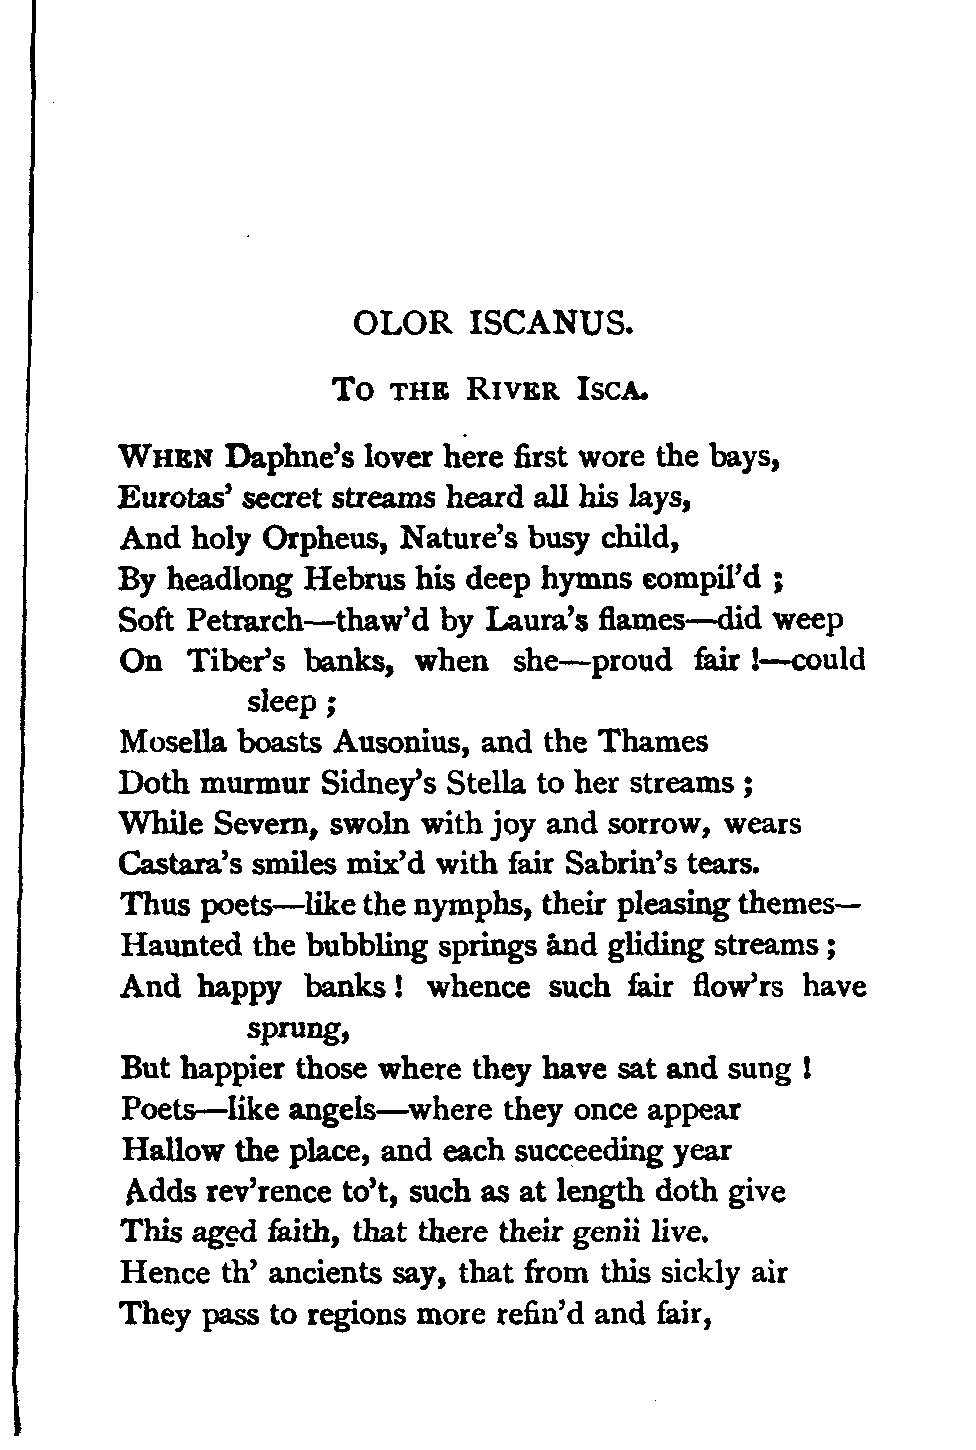 OLOR ISCANUS.
To the River Isca.
When Daphne's lover here first wore the bays,
Eurotas' secret streams heard all his lays,
And holy Orpheus, Nature's busy child,
By headlong Hebrus his deep hymns compil'd ;
Soft Petrarch—thaw'd by Laura's flames—did weep
On Tiber's banks, when she—proud fair !—could
sleep ;
Mosella boasts Ausonius, and the Thames
Doth murmur Sidney's Stella to her streams ;
While Severn, swoln with joy and sorrow, wears
Castara's smiles mix'd with fair Sabrin's tears.
Thus poets—like the nymphs, their pleasing themes—
Haunted the bubbling springs and gliding streams ;
And happy banks ! whence such fair flow'rs have
sprung,
But happier those where they have sat and sung !
Poets—like angels—where they once appear
Hallow the place, and each succeeding year
Adds rev'rence to't, such as at length doth give
This aged faith, that there their genii live.
Hence th' ancients say, that from this sickly air
They pass to regions more refin'd and fair,